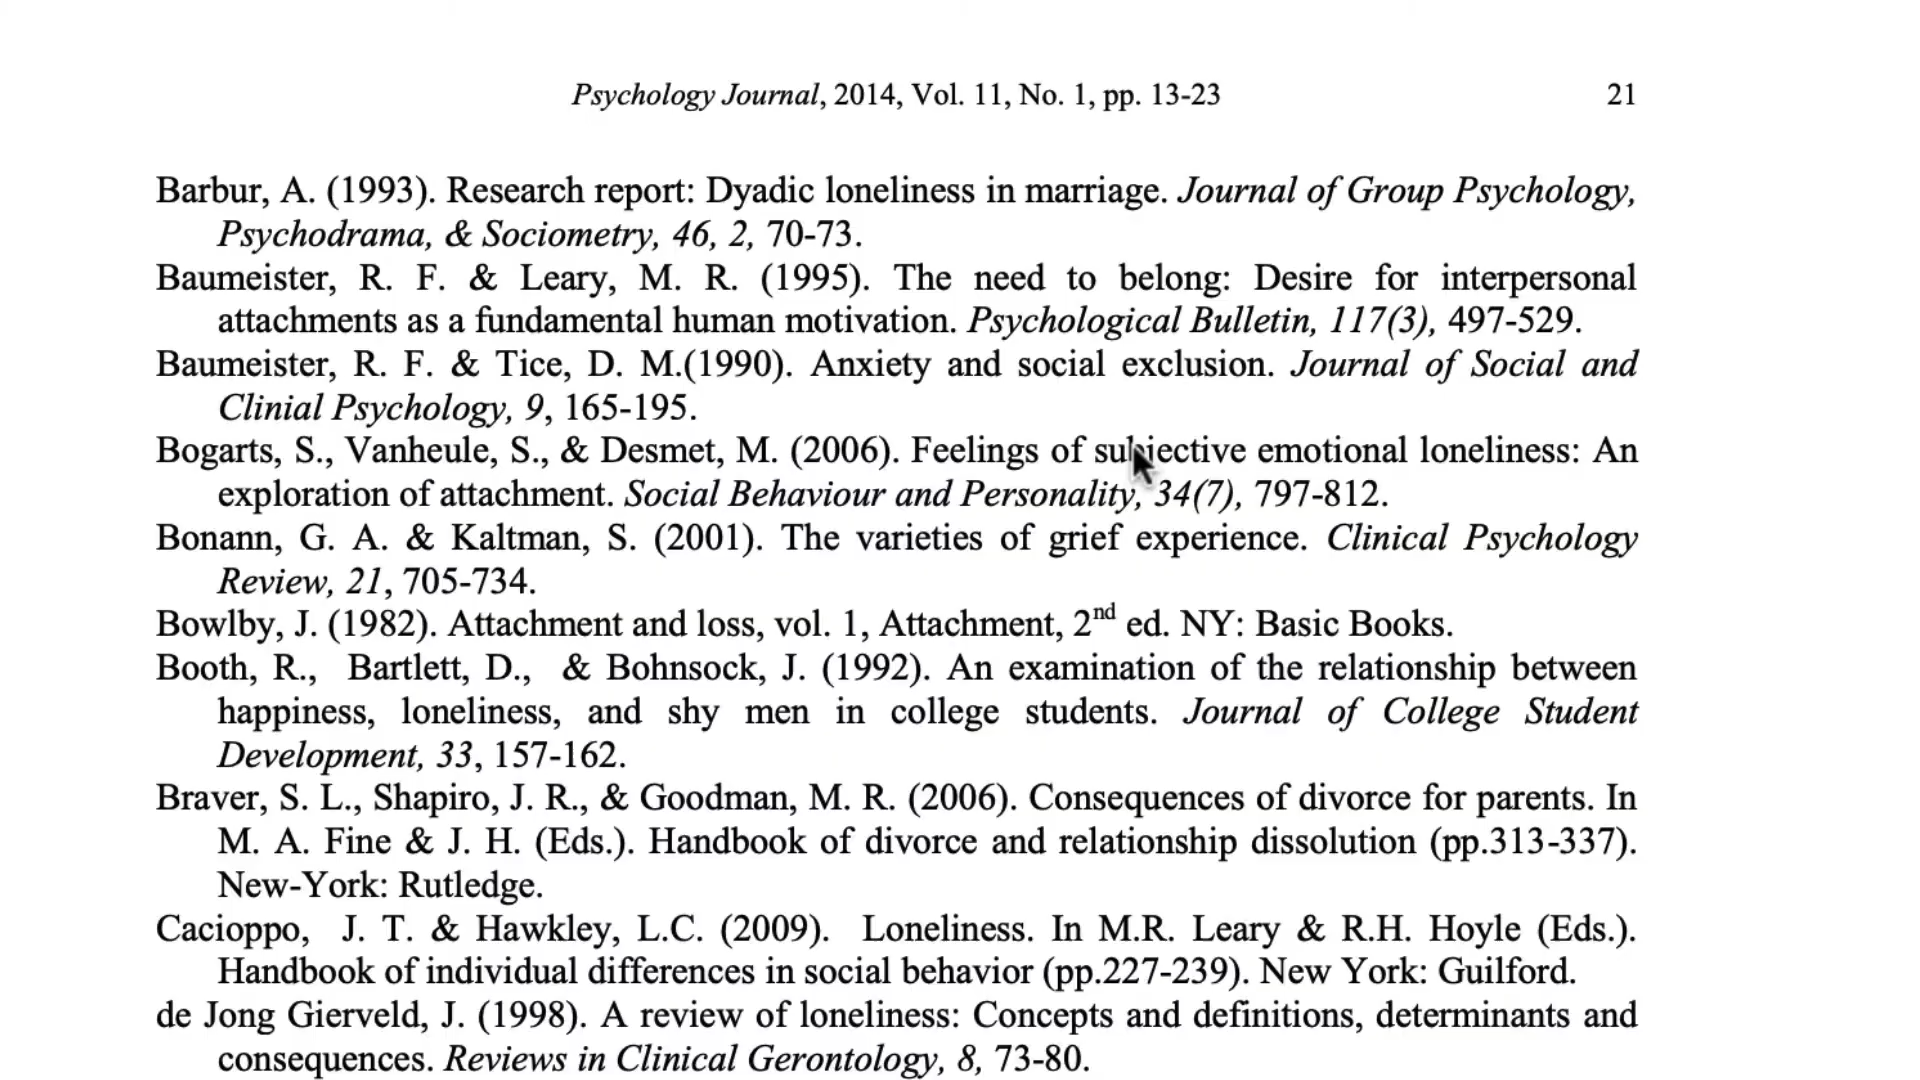 Psychology Journal, 2014, Vol. 11, No. 1, pp. 13-23 21
Barbur, A. (1993). Research report: Dyadic loneliness in marriage. Journal of Group Psychology,
Psychodrama, & Sociometry, 46, 2, 70-73.
Baumeister, R. F. & Leary, M. R. (1995). The need to belong: Desire for interpersonal
attachments as a fundamental human motivation. Psychological Bulletin, 117(3), 497-529.
Baumeister, R. F. & Tice, D. M.(1990). Anxiety and social exclusion. Journal of Social and
Clinial Psychology, 9, 165-195.
Bogarts, S., Vanheule, S., & Desmet, M. (2006). Feelings of subjective emotional loneliness: An
exploration of attachment. Social Behaviour and Personality, 34(7), 797-812.
Bonann, G. A. & Kaltman, S. (2001). The varieties of grief experience. Clinical Psychology
Review, 21, 705-734.
Bowlby, J. (1982). Attachment and loss, vol. 1, Attachment, 2nd ed. NY: Basic Books.
Booth, R., Bartlett, D., & Bohnsock, J. (1992). An examination of the relationship between
happiness, loneliness, and shy men in college students. Journal of College Student
Development, 33, 157-162.
Braver, S. L., Shapiro, J. R., & Goodman, M. R. (2006). Consequences of divorce for parents. In
M. A. Fine & J. H. (Eds.). Handbook of divorce and relationship dissolution (pp.313-337).
New-York: Rutledge.
Cacioppo, J. T. & Hawkley, L.C. (2009). Loneliness. In M.R. Leary & R.H. Hoyle (Eds.).
Handbook of individual differences in social behavior (pp.227-239). New York: Guilford.
de Jong Gierveld, J. (1998). A review of loneliness: Concepts and definitions, determinants and
consequences. Reviews in Clinical Gerontology, 8, 73-80.